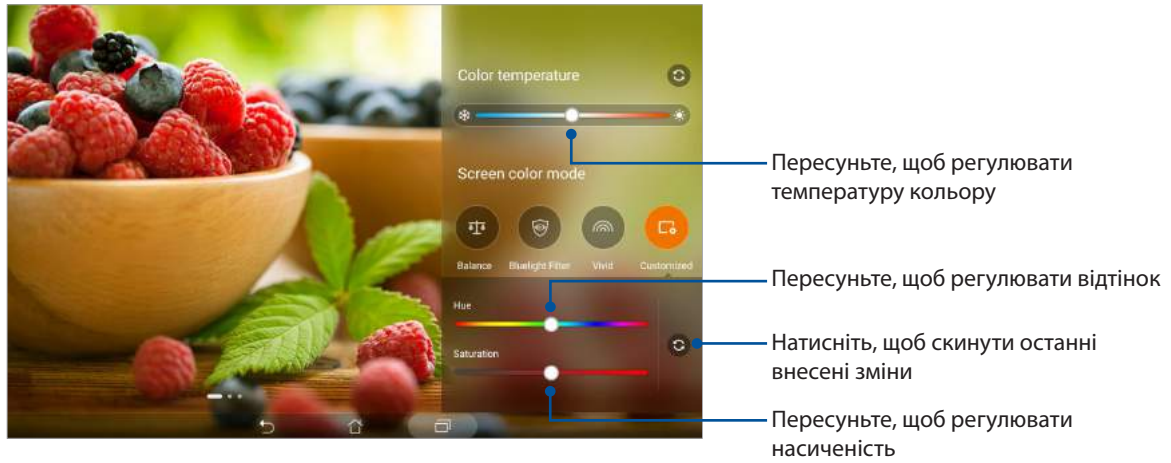 Color temperature
Пересуньте, щоб регулювати
температуру кольору
Screen color mode
Balance
Bluelight Filter
Vivid
Customized
Пересуньте, щоб регулювати відтінок
Hue
Натисніть, щоб скинути останні
внесені зміни
Saturation
Пересуньте, щоб регулювати
насиченість